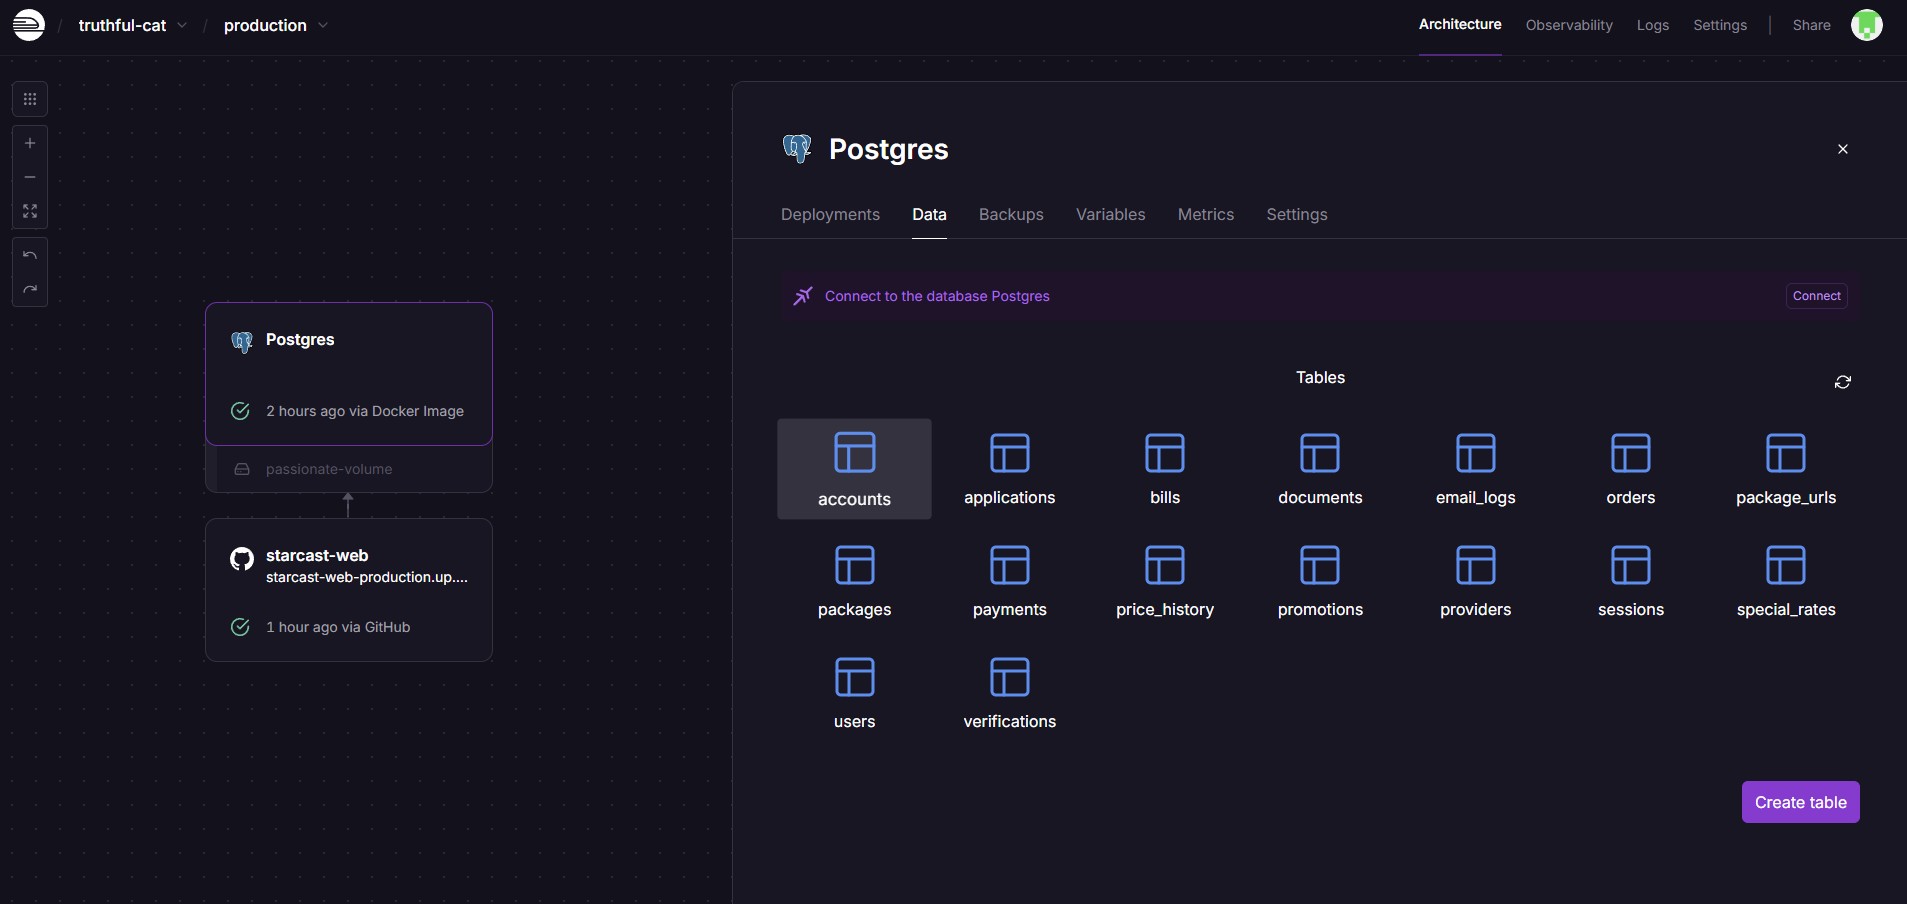 / truthful-cat / production
Architecture Observability Logs Settings | Share
Postgres
Deployments Data Backups Variables Metrics Settings
Connect to the database Postgres Connect
Tables
accounts applications bills documents email_logs orders package_urls
packages payments price_history promotions providers sessions special_rates
users verifications
Create table
Postgres
2 hours ago via Docker Image
passionate-volume
starcast-web
starcast-web-production.up....
1 hour ago via GitHub